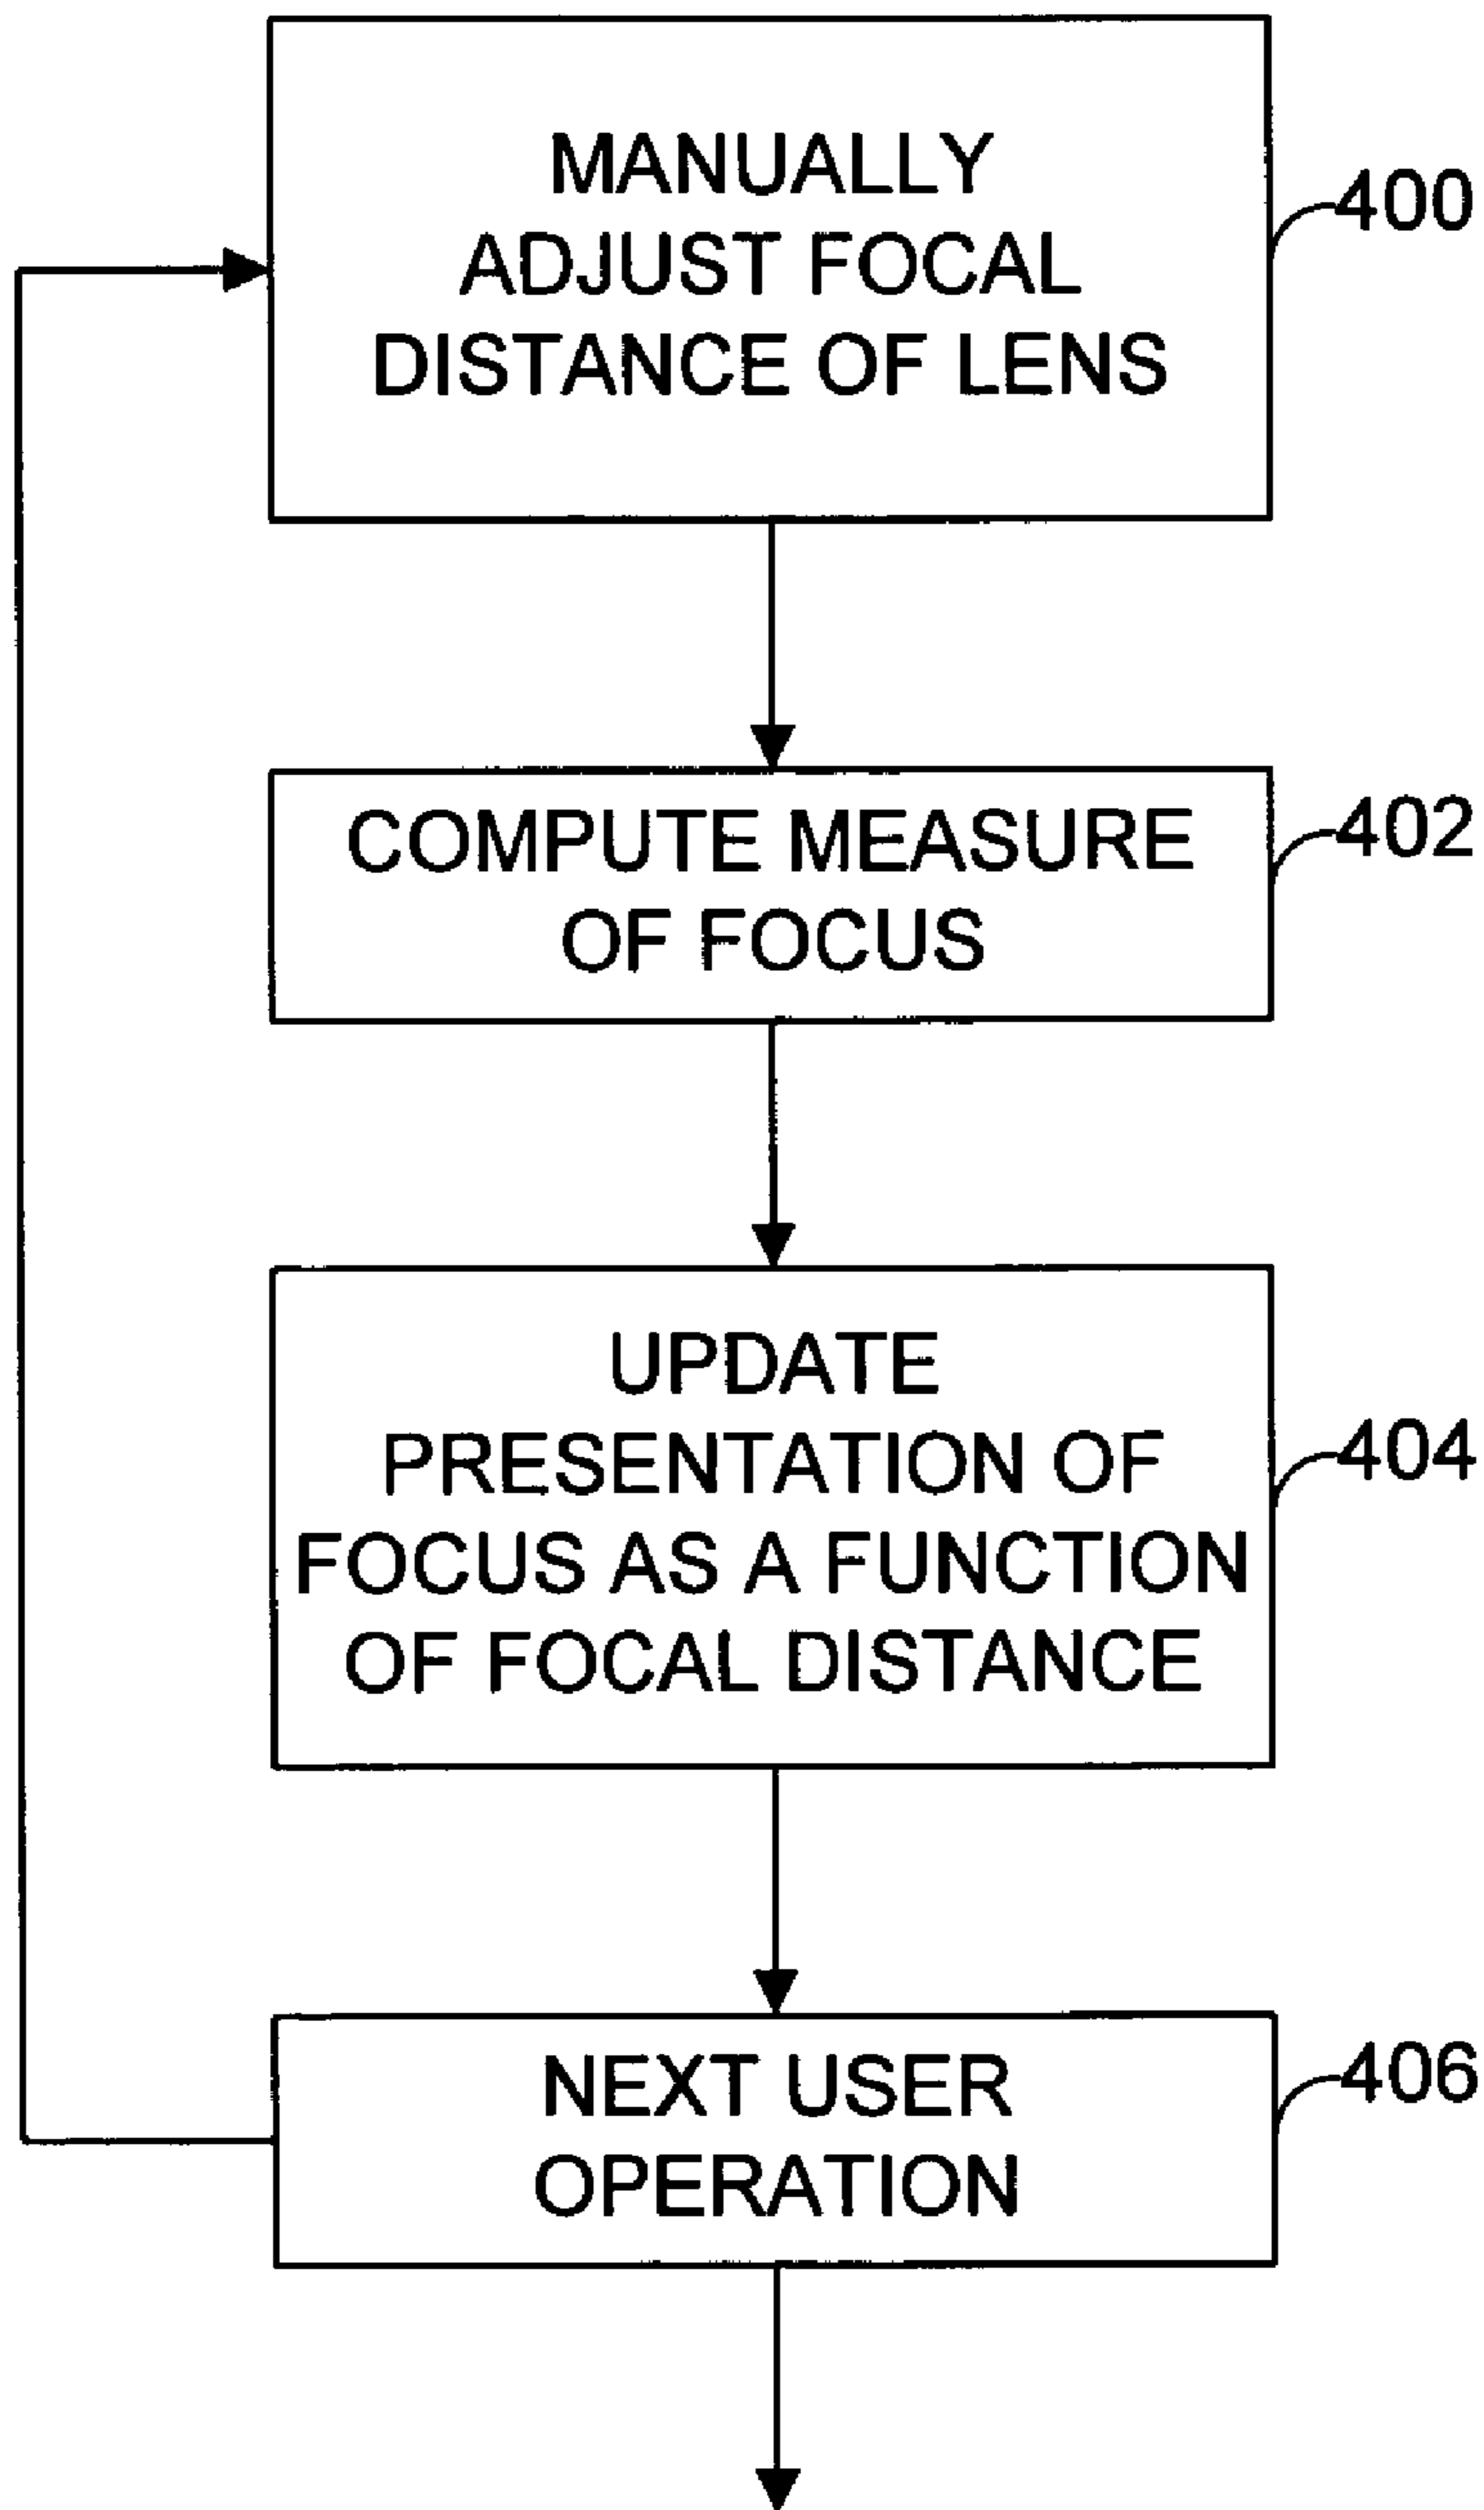 MANUALLY
ADJUST FOCAL
DISTANCE OF LENS
400
COMPUTE MEASURE
OF FOCUS
402
UPDATE
PRESENTATION OF
FOCUS AS A FUNCTION
OF FOCAL DISTANCE
404
NEXT USER
OPERATION
406